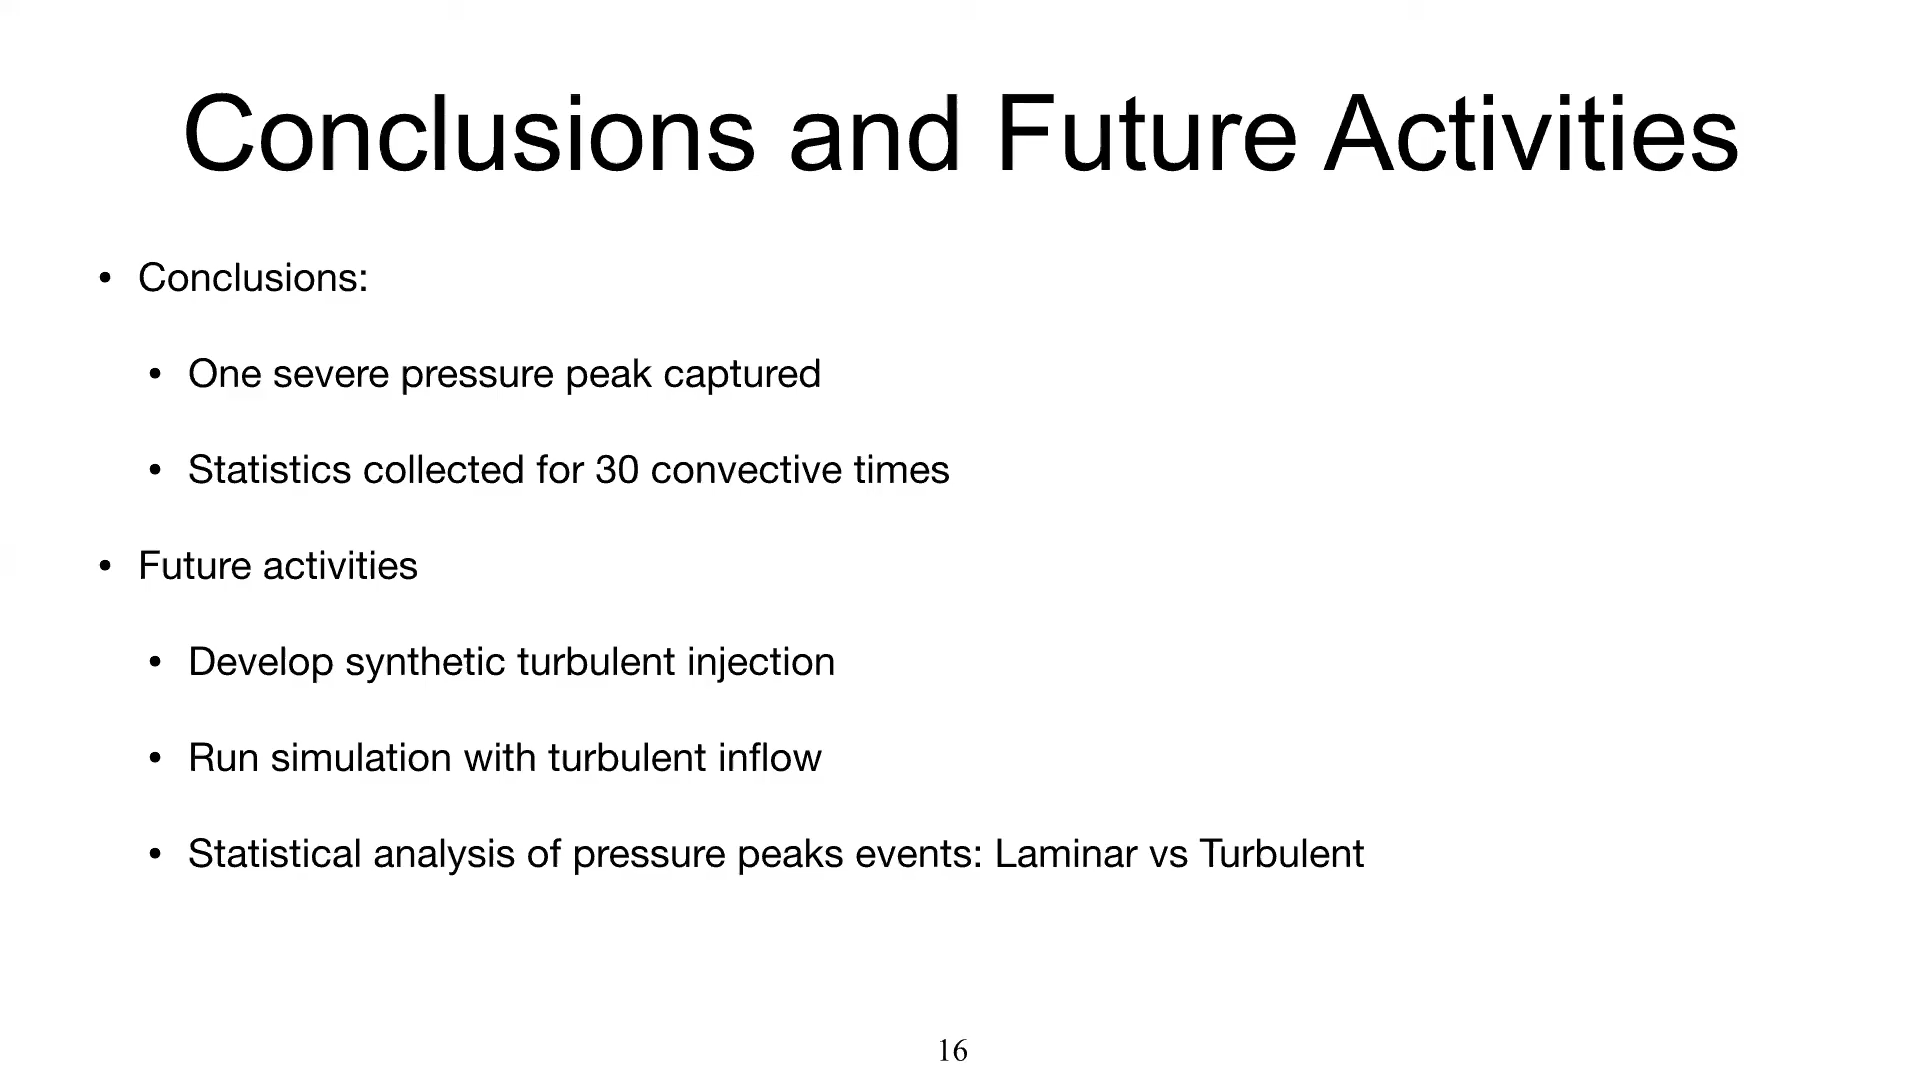 Conclusions and Future Activities
• Conclusions:
• One severe pressure peak captured
• Statistics collected for 30 convective times
• Future activities
• Develop synthetic turbulent injection
• Run simulation with turbulent inflow
• Statistical analysis of pressure peaks events: Laminar vs Turbulent
16